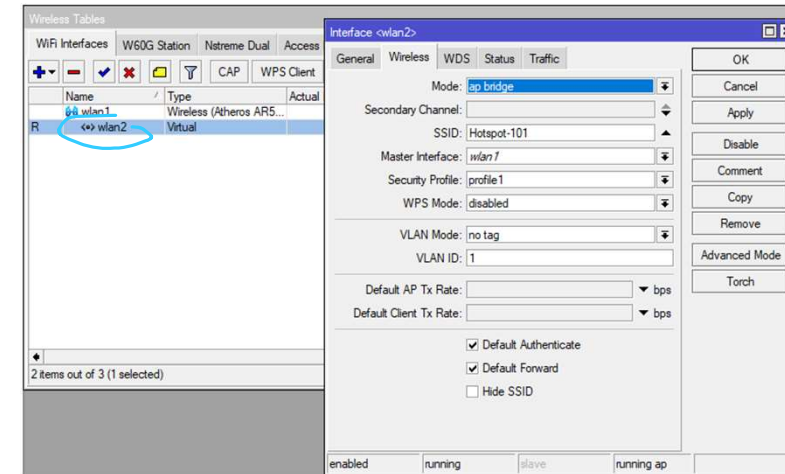 Wireless Tables
WiFi Interfaces W60G Station Nstreme Dual Access
CAP WPS Client
Name / Type Actual
wlan1 Wireless (Atheros AR5...
R wlan2 Virtual
2 items out of 3 (1 selected)
Interface <wlan2>
General Wireless WDS Status Traffic
Mode: ap bridge
Secondary Channel:
SSID: Hotspot-101
Master Interface: wlan1
Security Profile: profile1
WPS Mode: disabled
VLAN Mode: no tag
VLAN ID: 1
Default AP Tx Rate: bps
Default Client Tx Rate: bps
Default Authenticate
Default Forward
Hide SSID
OK
Cancel
Apply
Disable
Comment
Copy
Remove
Advanced Mode
Torch
enabled running slave running ap